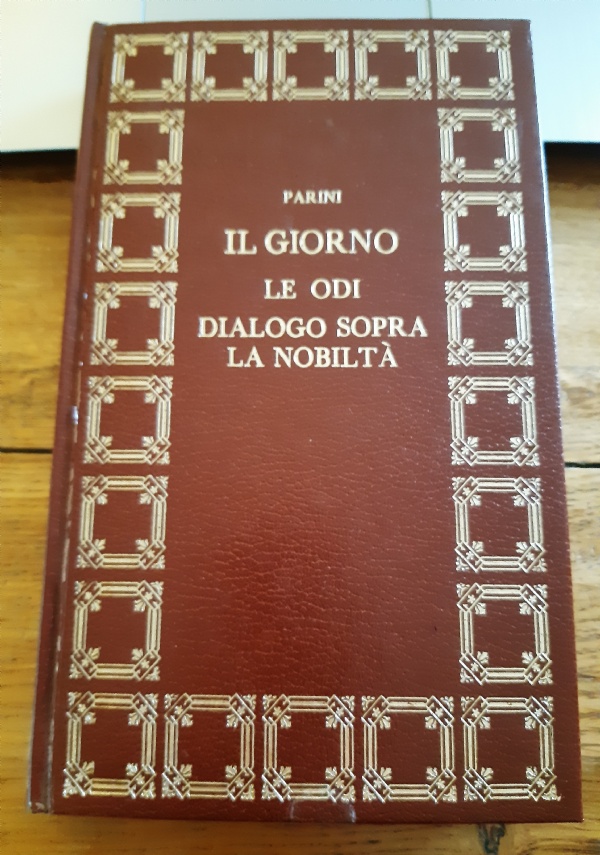 PARINI
IL GIORNO
LE ODI
DIALOGO SOPRA
LA NOBILTÀ